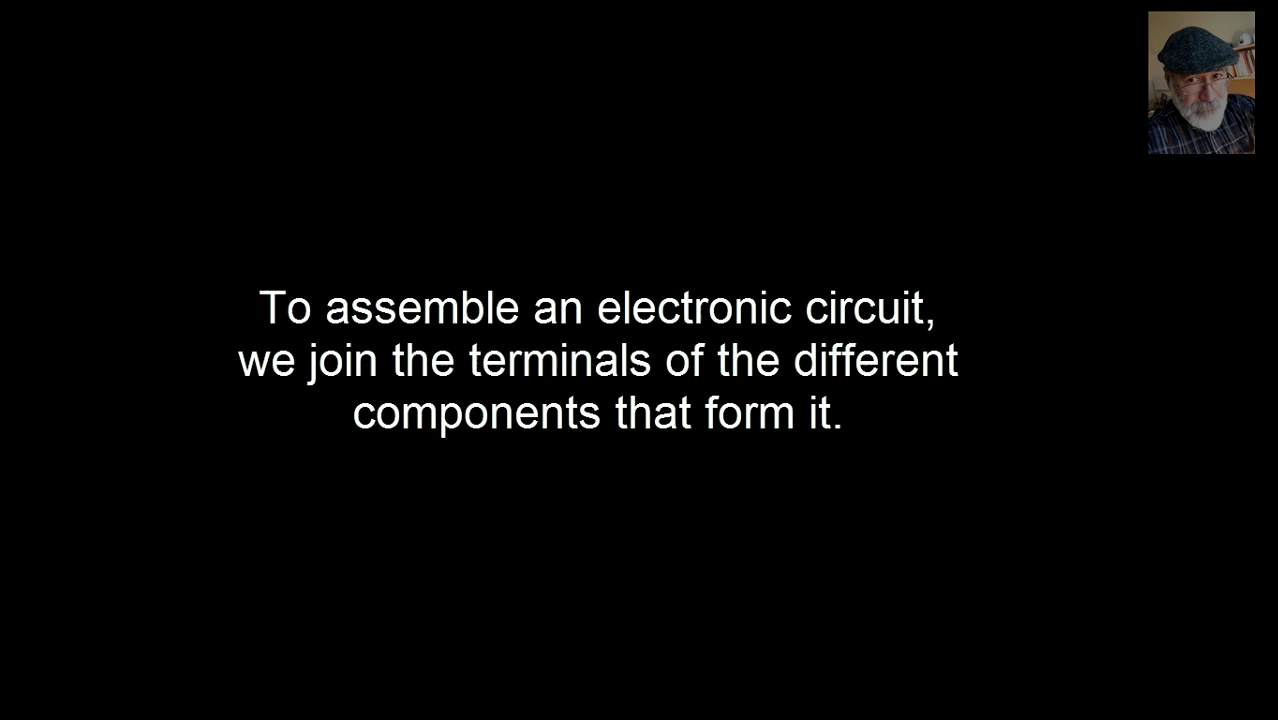 To assemble an electronic circuit,
we join the terminals of the different
components that form it.